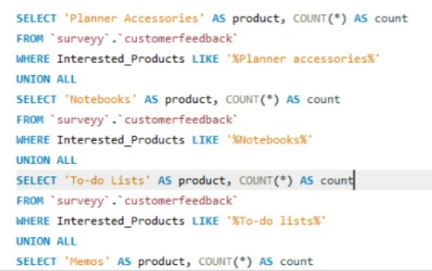 SELECT 'Planner Accessories' AS product, COUNT(*) AS count
FROM `surveyy`.`customerfeedback`
WHERE Interested_Products LIKE '%Planner accessories%'
UNION ALL
SELECT 'Notebooks' AS product, COUNT(*) AS count
FROM `surveyy`.`customerfeedback`
WHERE Interested_Products LIKE '%Notebooks%'
UNION ALL
SELECT 'To-do Lists' AS product, COUNT(*) AS count
FROM `surveyy`.`customerfeedback`
WHERE Interested_Products LIKE '%To-do lists%'
UNION ALL
SELECT 'Memos' AS product, COUNT(*) AS count